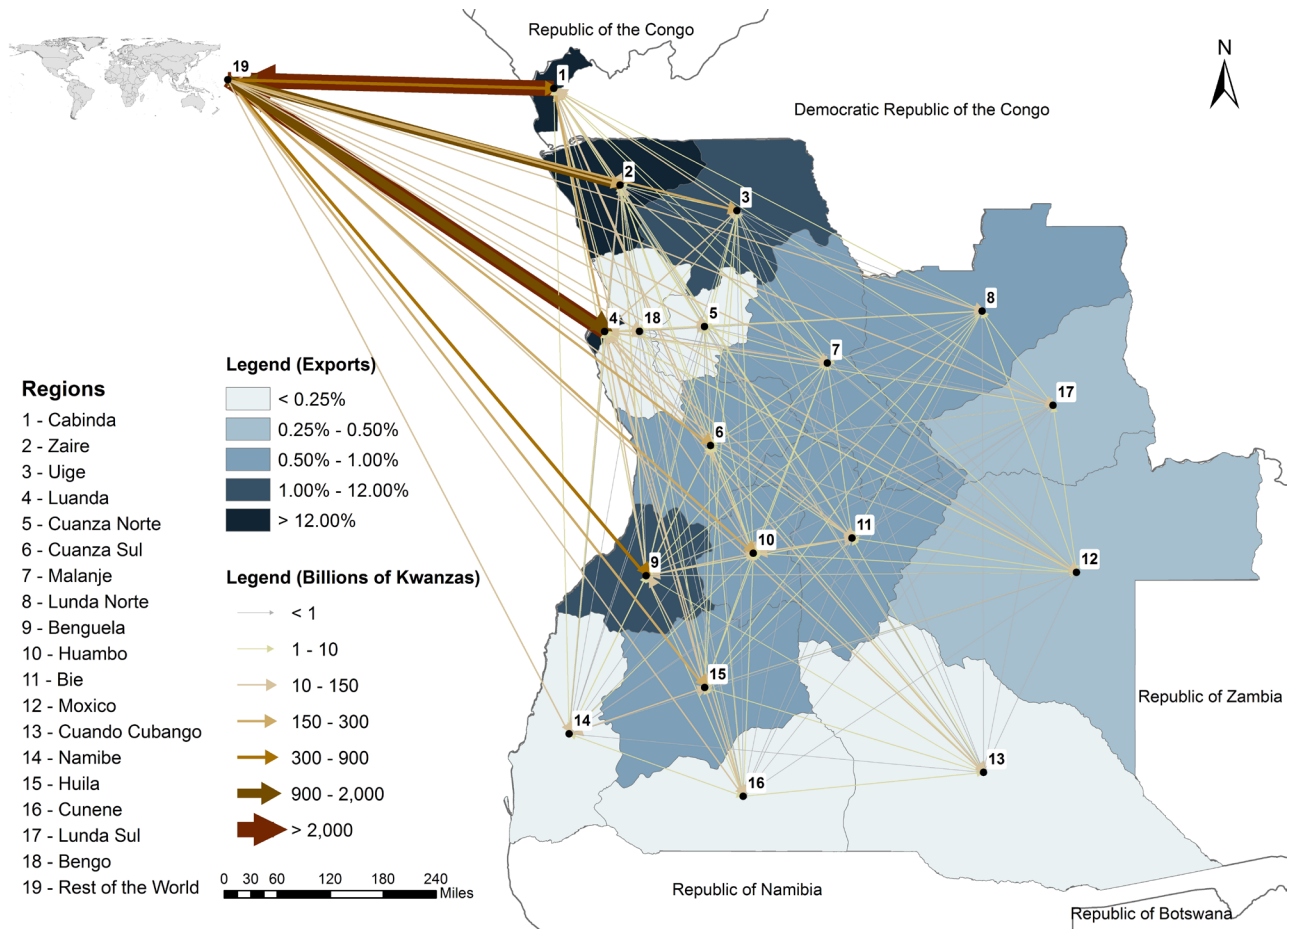 Republic of the Congo
N
19
1
Democratic Republic of the Congo
2
3
8
4
18
5
7
17
6
11
10
9
12
15
14
13
16
Republic of Zambia
Republic of Namibia
Republic of Botswana
Legend (Exports)
< 0.25%
0.25% - 0.50%
0.50% - 1.00%
1.00% - 12.00%
> 12.00%
Legend (Billions of Kwanzas)
< 1
1 - 10
10 - 150
150 - 300
300 - 900
900 - 2,000
> 2,000
0 30 60 120 180 240
Miles
Regions
1 - Cabinda
2 - Zaire
3 - Uige
4 - Luanda
5 - Cuanza Norte
6 - Cuanza Sul
7 - Malanje
8 - Lunda Norte
9 - Benguela
10 - Huambo
11 - Bie
12 - Moxico
13 - Cuando Cubango
14 - Namibe
15 - Huila
16 - Cunene
17 - Lunda Sul
18 - Bengo
19 - Rest of the World